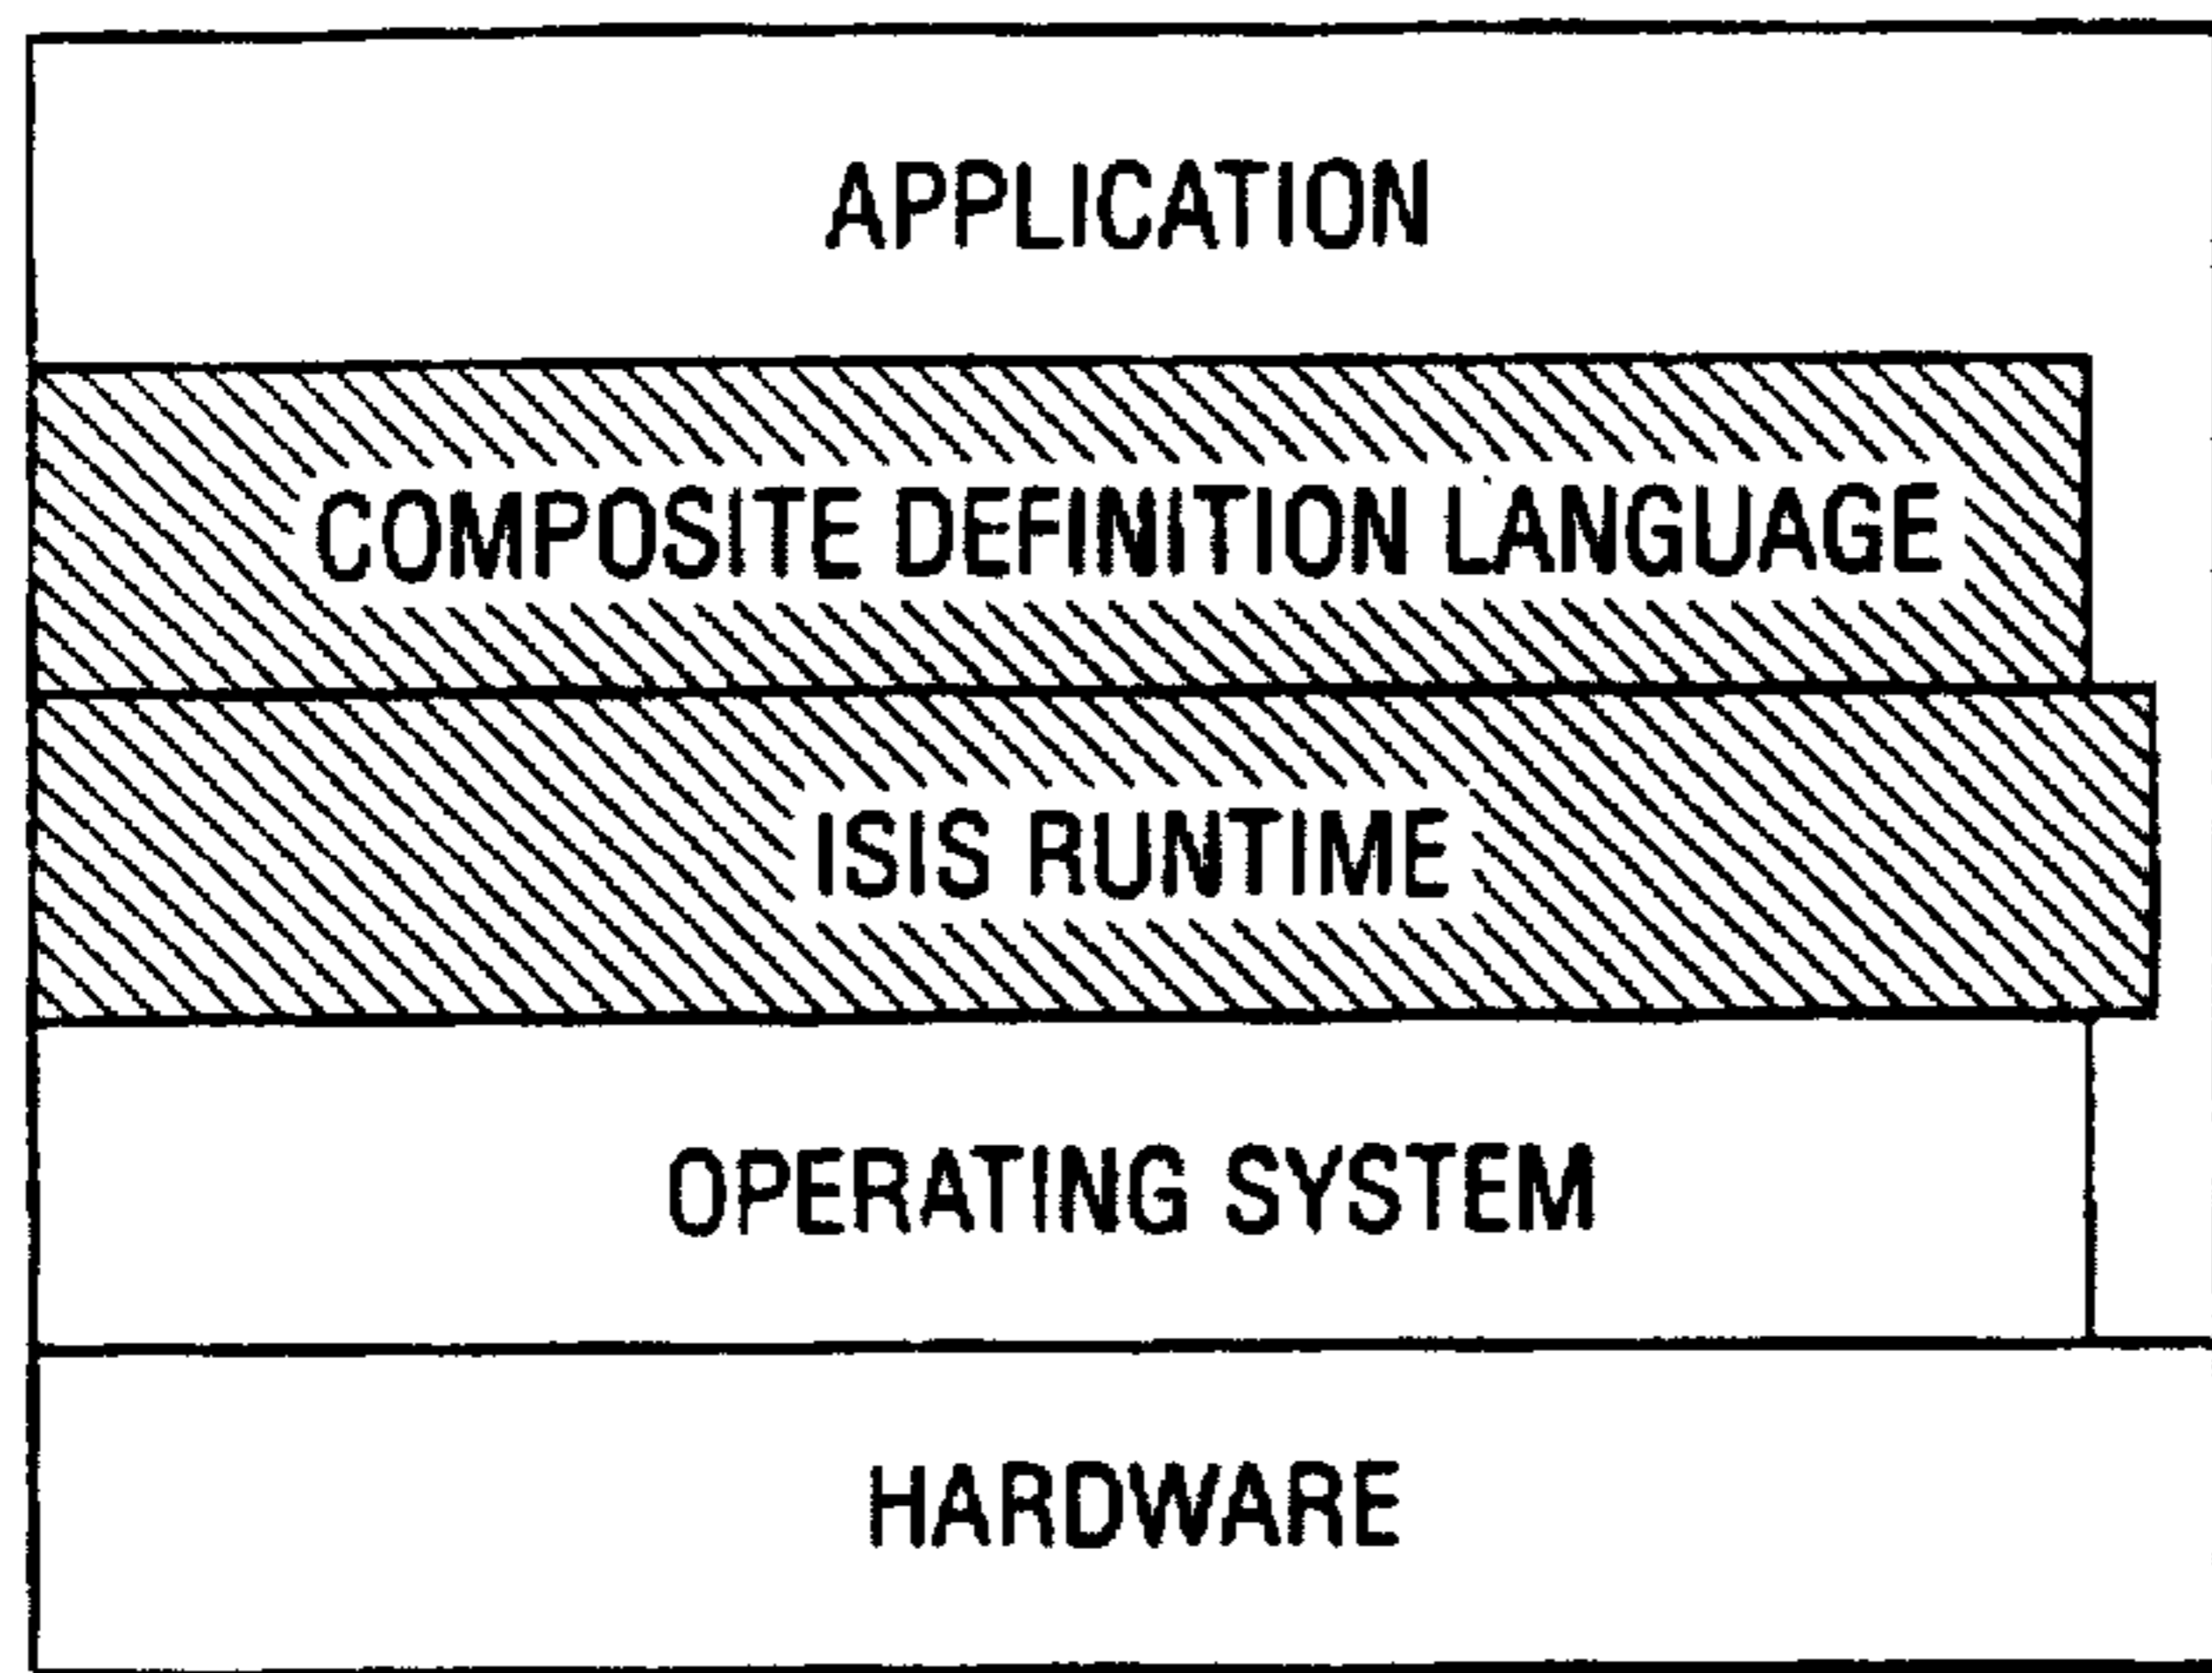 APPLICATION
COMPOSITE DEFINITION LANGUAGE
ISIS RUNTIME
OPERATING SYSTEM
HARDWARE